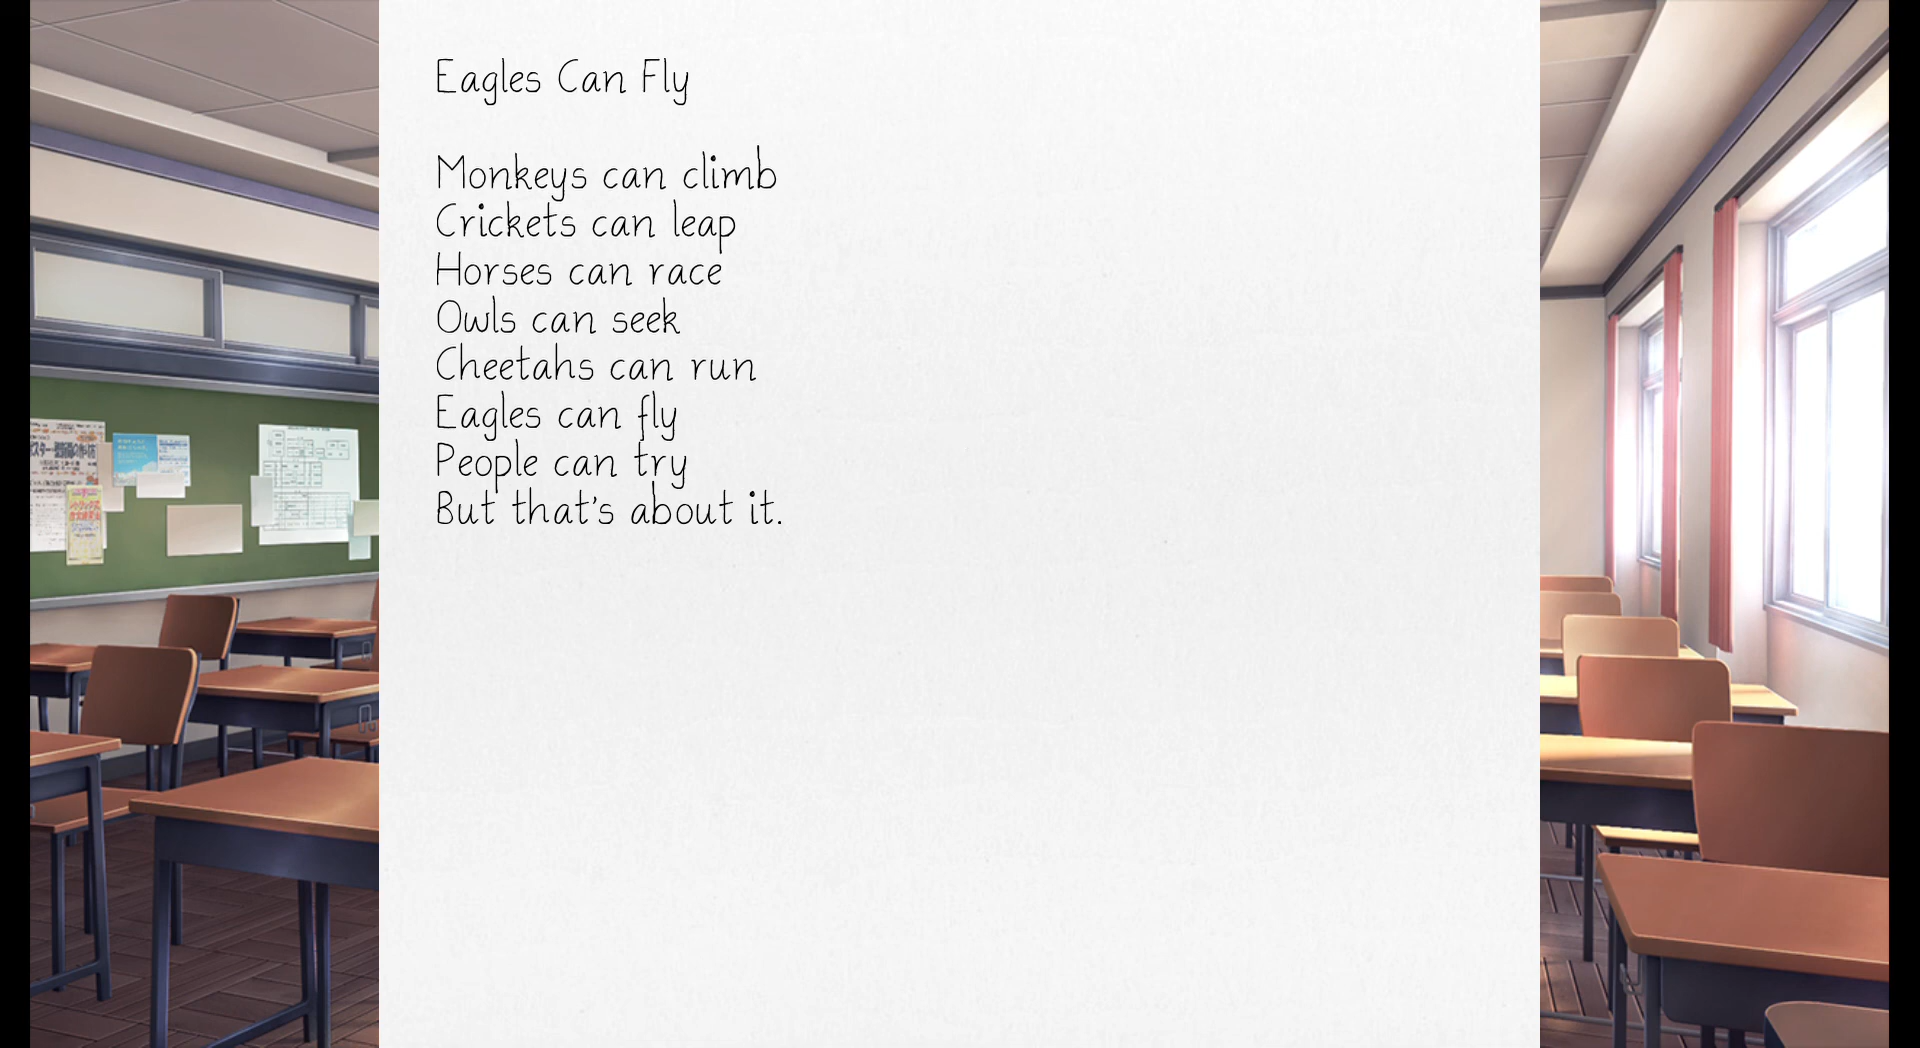 Eagles Can Fly
Monkeys can climb
Crickets can leap
Horses can race
Owls can seek
Cheetahs can run
Eagles can fly
People can try
But that's about it.